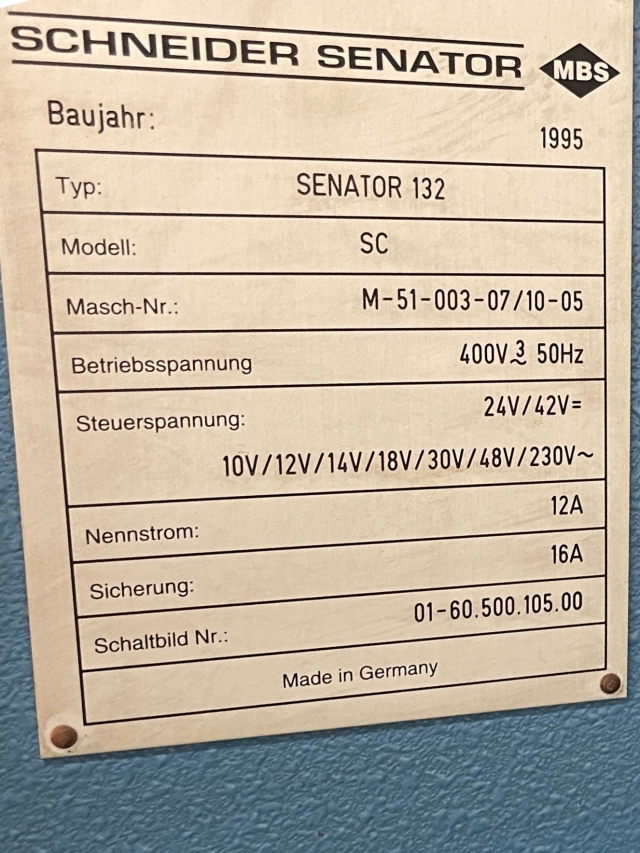 SCHNEIDER SENATOR MBS
Baujahr: 1995
Typ: SENATOR 132
Modell: SC
Masch-Nr.: M-51-003-07/10-05
Betriebsspannung 400V 3~ 50Hz
Steuerspannung: 24V/42V=
10V/12V/14V/18V/30V/48V/230V~
Nennstrom: 12A
Sicherung: 16A
Schaltbild Nr.: 01-60.500.105.00
Made in Germany